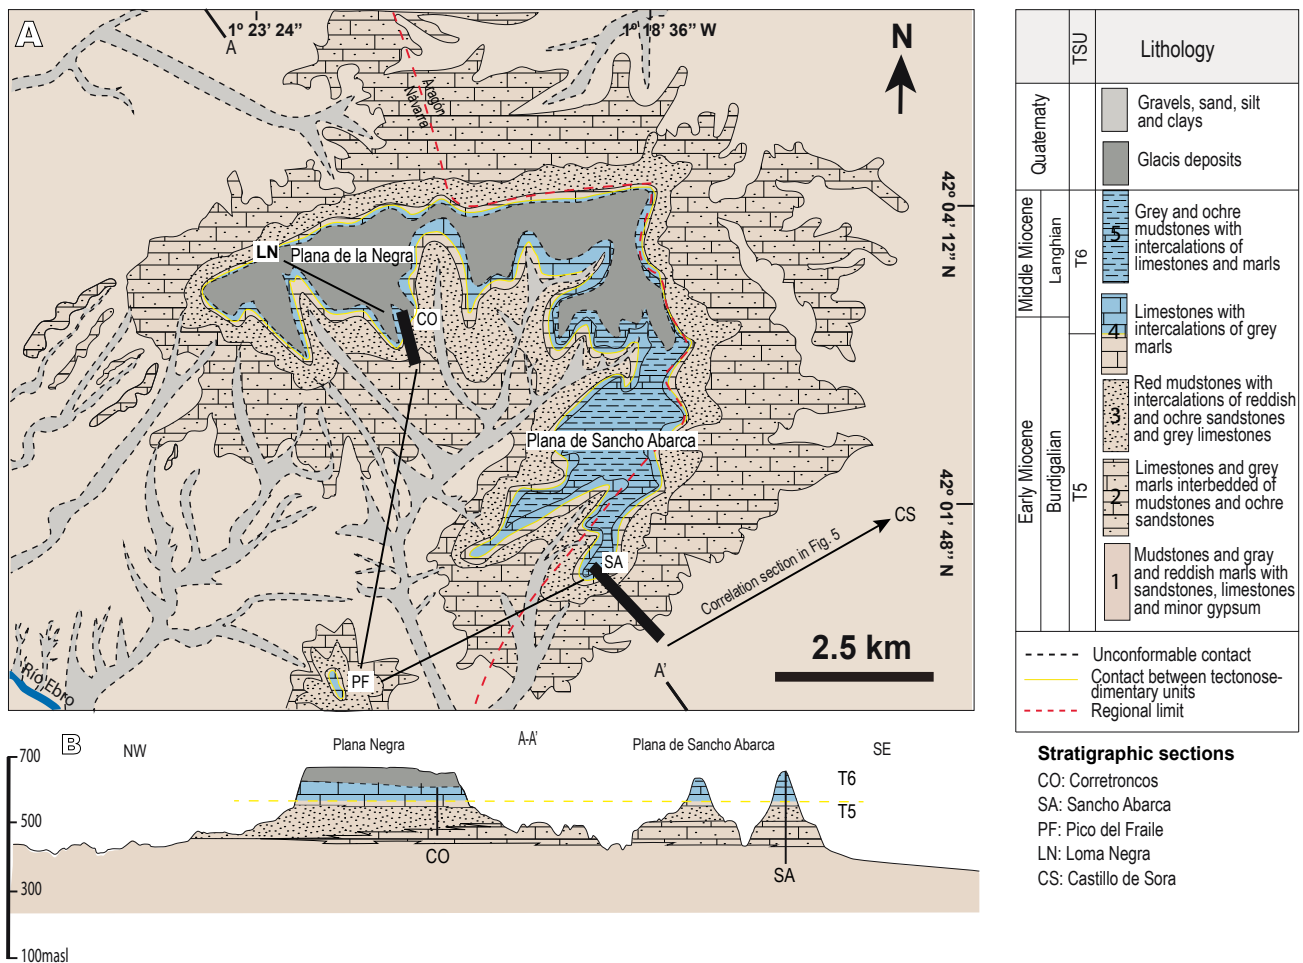 A
1º 23' 24"
1º 18' 36" W
A
N
Aragón
Navarra
42º 04' 12" N
LN
Plana de la Negra
CO
Plana de Sancho Abarca
42º 01' 48" N
CS
SA
Correlation section in Fig. 5
2.5 km
A'
PF
Río Ebro
TSU
Lithology
Quaternaty
Gravels, sand, silt
and clays
Glacis deposits
Middle Miocene
Langhian
T6
5
Grey and ochre
mudstones with
intercalations of
limestones and marls
4
Limestones with
intercalations of grey
marls
Early Miocene
Burdigalian
T5
3
Red mudstones with
intercalations of reddish
and ochre sandstones
and grey limestones
2
Limestones and grey
marls interbedded of
mudstones and ochre
sandstones
1
Mudstones and gray
and reddish marls with
sandstones, limestones
and minor gypsum
Unconformable contact
Contact between tectonose-
dimentary units
Regional limit
B
NW
Plana Negra
A-A'
Plana de Sancho Abarca
SE
700
500
300
100masl
T6
T5
CO
SA
Stratigraphic sections
CO: Corretroncos
SA: Sancho Abarca
PF: Pico del Fraile
LN: Loma Negra
CS: Castillo de Sora